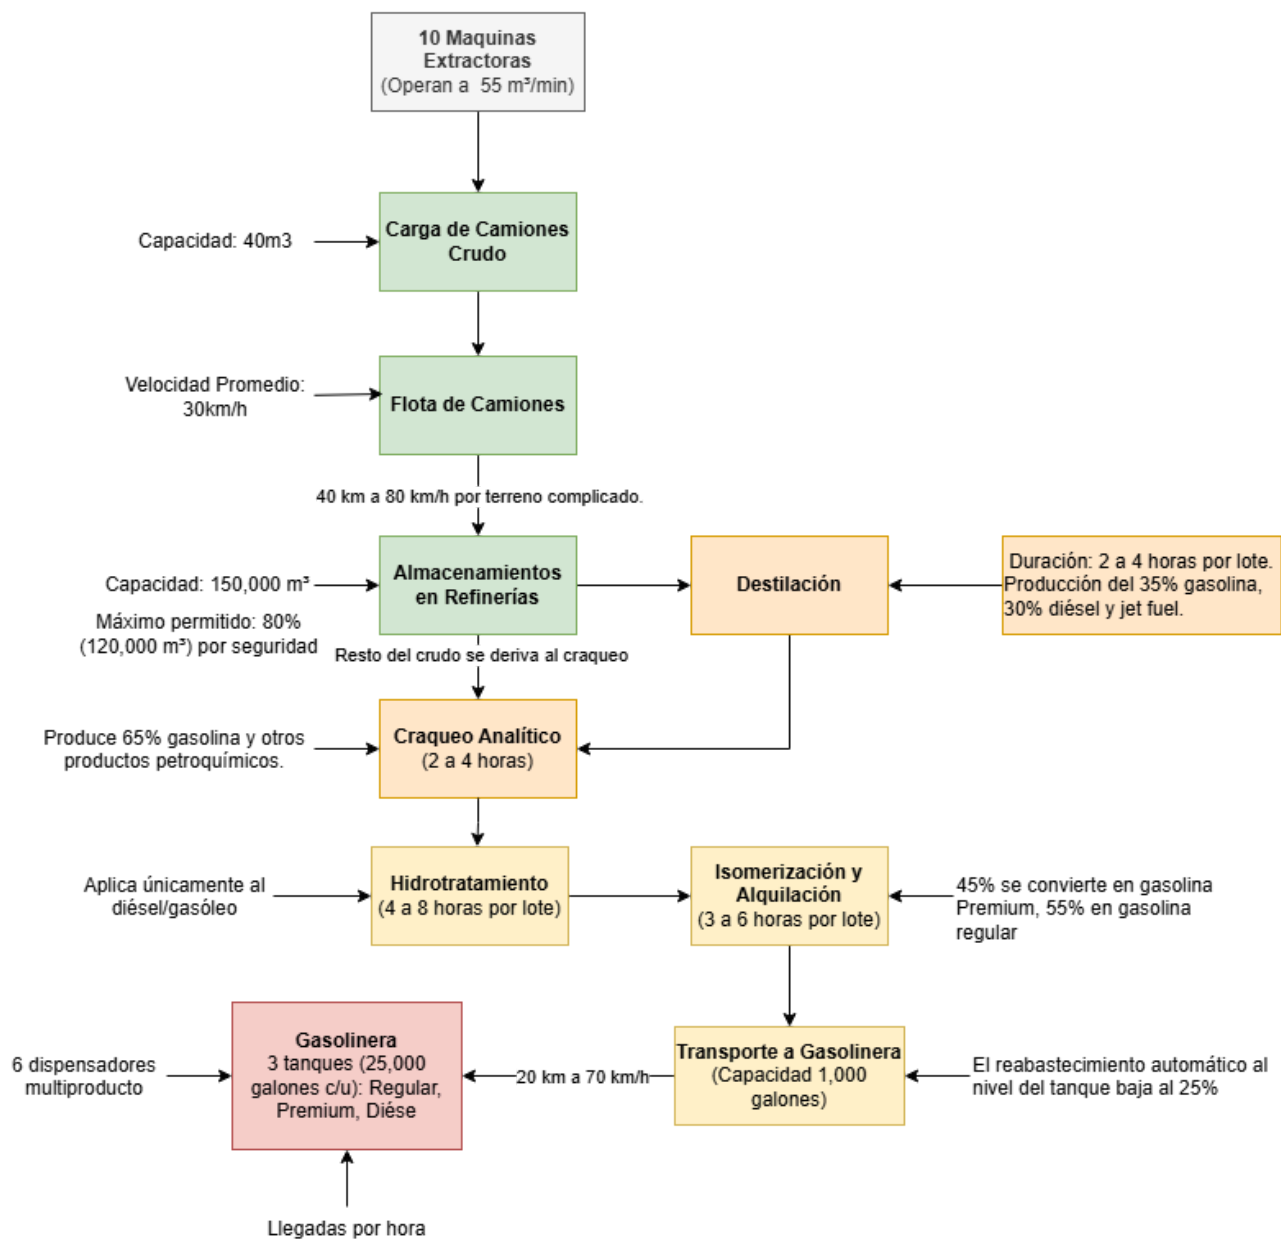 10 Maquinas
Extractoras
(Operan a  55 m³/min)
Capacidad: 40m3
Carga de Camiones
Crudo
Velocidad Promedio:
30km/h
Flota de Camiones
40 km a 80 km/h por terreno complicado.
Capacidad: 150,000 m³
Máximo permitido: 80%
(120,000 m³) por seguridad
Almacenamientos
en Refinerías
Destilación
Duración: 2 a 4 horas por lote.
Producción del 35% gasolina,
30% diésel y jet fuel.
Resto del crudo se deriva al craqueo
Produce 65% gasolina y otros
productos petroquímicos.
Craqueo Analítico
(2 a 4 horas)
Aplica únicamente al
diésel/gasóleo
Hidrotratamiento
(4 a 8 horas por lote)
Isomerización y
Alquilación
(3 a 6 horas por lote)
45% se convierte en gasolina
Premium, 55% en gasolina
regular
6 dispensadores
multiproducto
Gasolinera
3 tanques (25,000
galones c/u): Regular,
Premium, Diése
20 km a 70 km/h
Transporte a Gasolinera
(Capacidad 1,000
galones)
El reabastecimiento automático al
nivel del tanque baja al 25%
Llegadas por hora